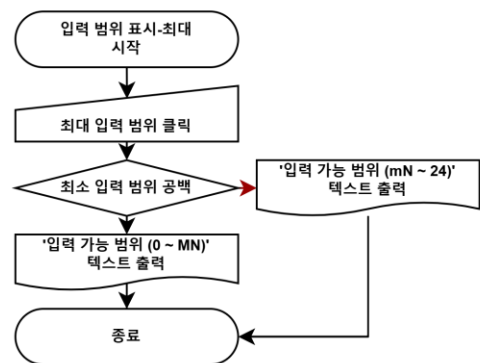 입력 범위 표시-최대
시작
최대 입력 범위 클릭
최소 입력 범위 공백
'입력 가능 범위 (mN ~ 24)'
텍스트 출력
'입력 가능 범위 (0 ~ MN)'
텍스트 출력
종료